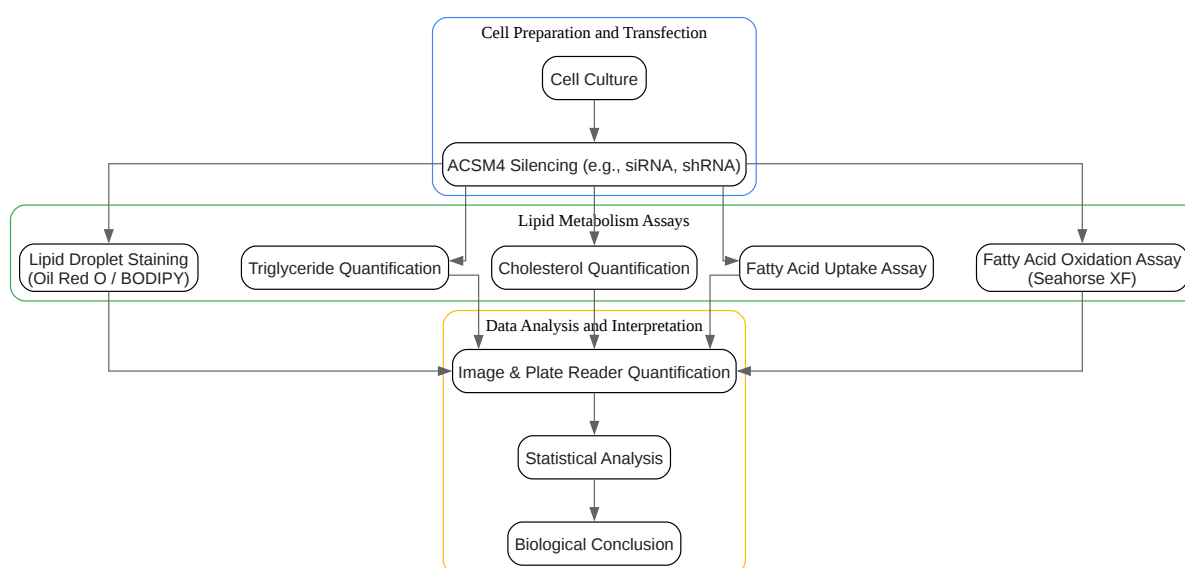 Cell Preparation and Transfection
Cell Culture
ACSM4 Silencing (e.g., siRNA, shRNA)
Lipid Metabolism Assays
Lipid Droplet Staining
(Oil Red O / BODIPY)
Triglyceride Quantification
Cholesterol Quantification
Fatty Acid Uptake Assay
Fatty Acid Oxidation Assay
(Seahorse XF)
Data Analysis and Interpretation
Image & Plate Reader Quantification
Statistical Analysis
Biological Conclusion